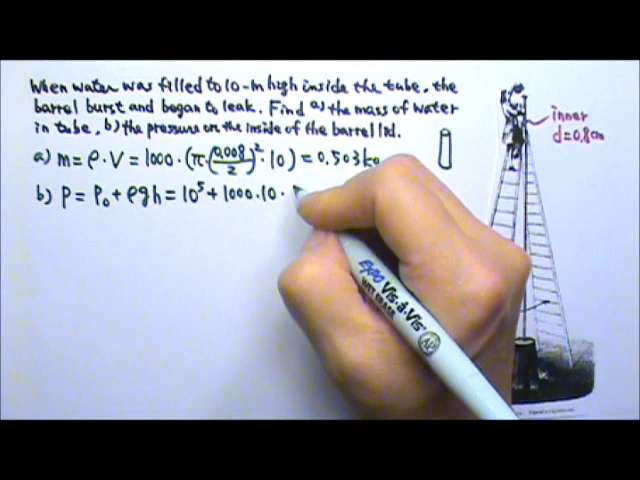 When water was filled to 10-m high inside the tube, the
barrel burst and began to leak. Find a) the mass of water
in tube, b) the pressure on the inside of the barrel lid.
a) m = ρ · V = 1000 · (π · (0.008/2)² · 10) = 0.503 kg
b) P = P₀ + ρgh = 10⁵ + 1000 · 10 ·
inner
d=0.8cm
EXPO Vis-à-Vis
WET ERASE
AP